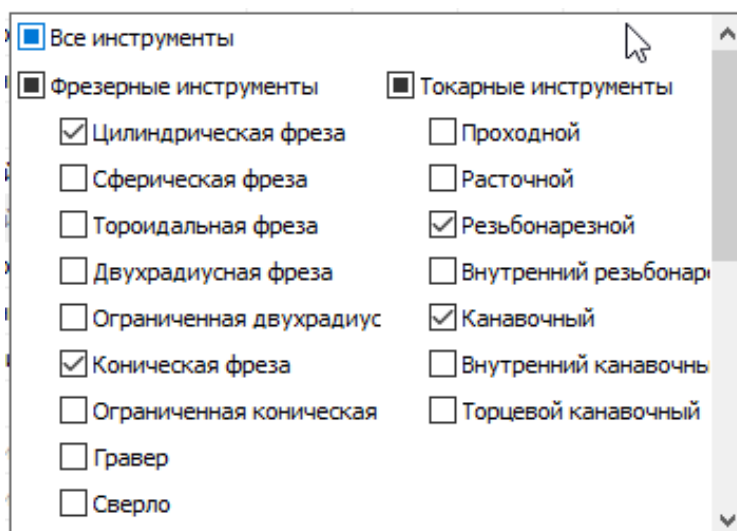 Все инструменты
Фрезерные инструменты
Цилиндрическая фреза
Сферическая фреза
Тороидальная фреза
Двухрадиусная фреза
Ограниченная двухрадиус
Коническая фреза
Ограниченная коническая
Гравер
Сверло
Токарные инструменты
Проходной
Расточной
Резьбонарезной
Внутренний резьбонар
Канавочный
Внутренний канавочны
Торцевой канавочный